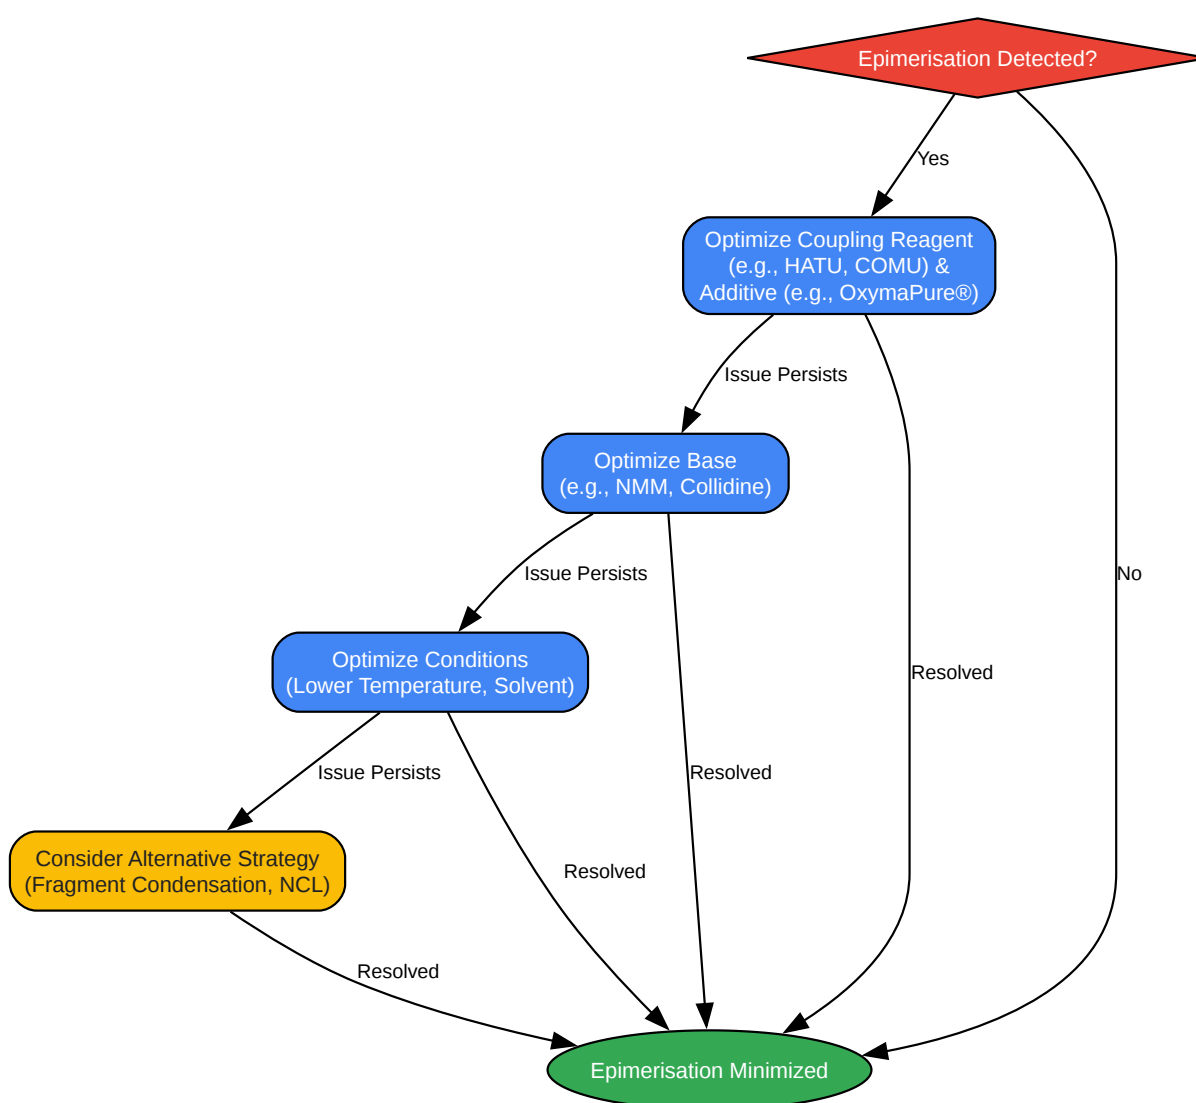 Epimerisation Detected?
Yes
Optimize Coupling Reagent
(e.g., HATU, COMU) &
Additive (e.g., OxymaPure®)
Issue Persists
Optimize Base
(e.g., NMM, Collidine)
Issue Persists
No
Optimize Conditions
(Lower Temperature, Solvent)
Resolved
Issue Persists
Resolved
Consider Alternative Strategy
(Fragment Condensation, NCL)
Resolved
Resolved
Epimerisation Minimized